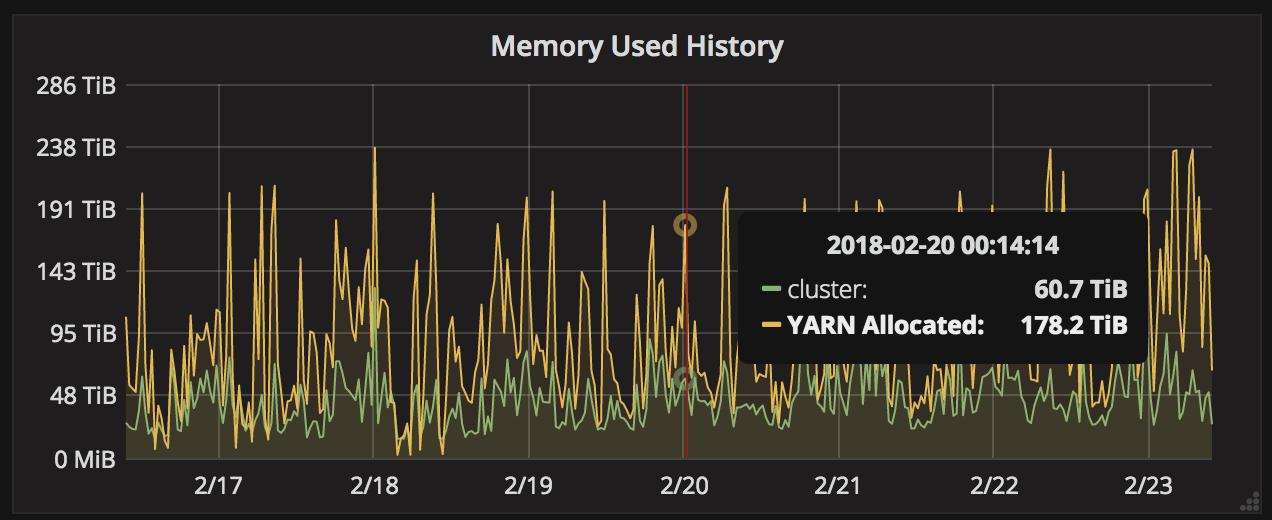 Memory Used History
286 TiB
238 TiB
191 TiB
143 TiB
95 TiB
48 TiB
0 MiB
2018-02-20 00:14:14
cluster: 60.7 TiB
YARN Allocated: 178.2 TiB
2/17 2/18 2/19 2/20 2/21 2/22 2/23